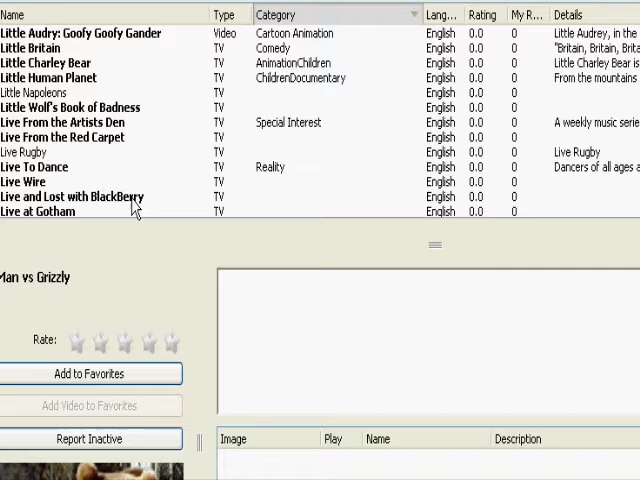 Name Type Category Lang... Rating My R... Details
Little Audry: Goofy Goofy Gander Video Cartoon Animation English 0.0 0 Little Audrey, in the
Little Britain TV Comedy English 0.0 0 "Britain, Britain, Brita
Little Charley Bear TV AnimationChildren English 0.0 0 Little Charley Bear is
Little Human Planet TV ChildrenDocumentary English 0.0 0 From the mountains
Little Napoleons TV English 0.0 0
Little Wolf's Book of Badness TV English 0.0 0
Live From the Artists Den TV Special Interest English 0.0 0 A weekly music serie
Live From the Red Carpet TV English 0.0 0
Live Rugby TV English 0.0 0 Live Rugby
Live To Dance TV Reality English 0.0 0 Dancers of all ages a
Live Wire TV English 0.0 0
Live and Lost with BlackBerry TV English 0.0 0
Live at Gotham TV English 0.0 0
Man vs Grizzly
Rate:
Add to Favorites
Add Video to Favorites
Report Inactive
Image Play Name Description